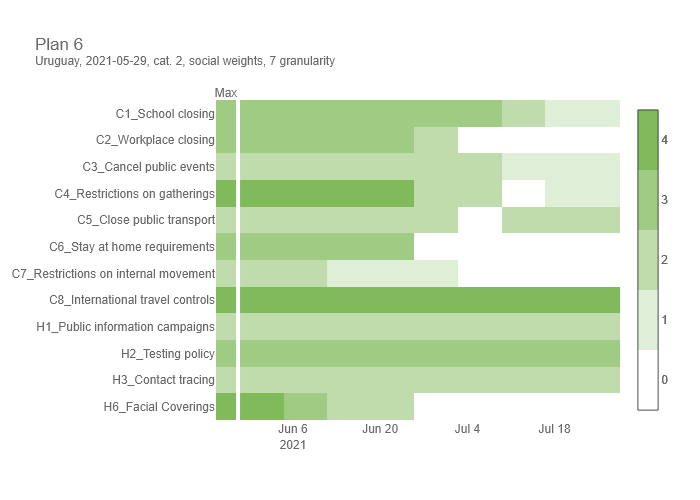 Plan 6
Uruguay, 2021-05-29, cat. 2, social weights, 7 granularity
Max
C1_School closing
C2_Workplace closing
C3_Cancel public events
C4_Restrictions on gatherings
C5_Close public transport
C6_Stay at home requirements
C7_Restrictions on internal movement
C8_International travel controls
H1_Public information campaigns
H2_Testing policy
H3_Contact tracing
H6_Facial Coverings
Jun 6 Jun 20 Jul 4 Jul 18
2021
4
3
2
1
0